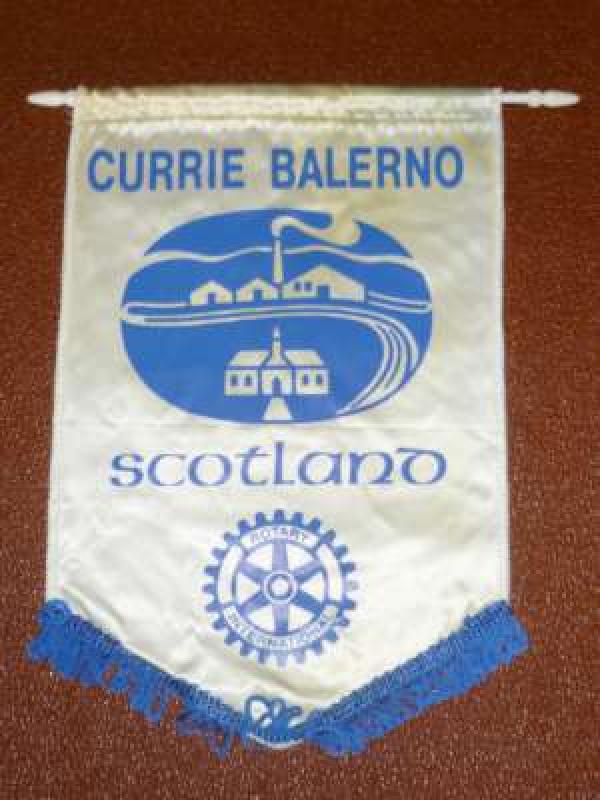 CURRIE BALERNO
scotland
ROTARY
INTERNATIONAL
®